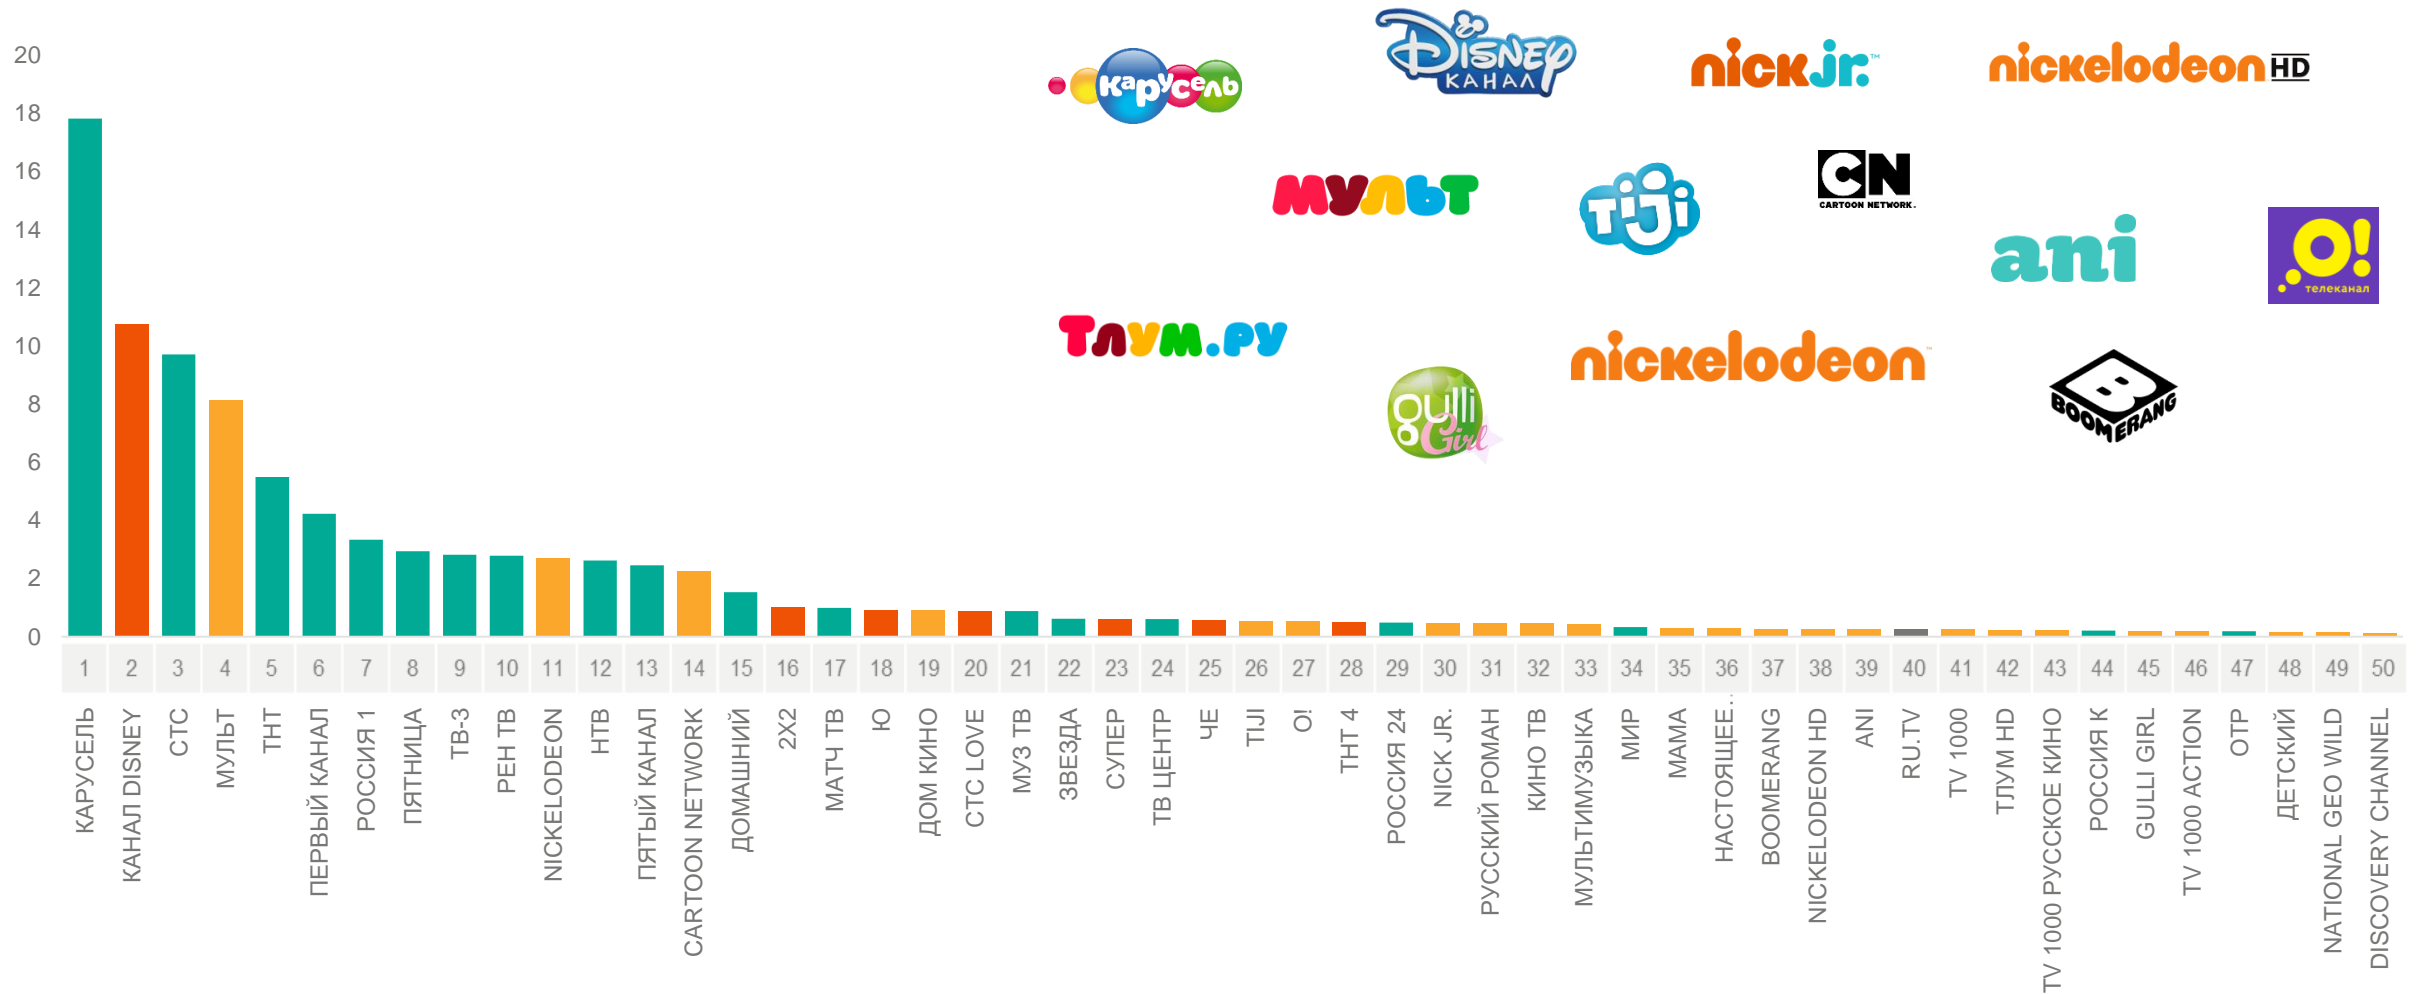 20
18
16
14
12
10
8
6
4
2
0
карусель
Disney
КАНАЛ
nick jr.™
nickelodeon HD
мульт
TiJi
CN
CARTOON NETWORK.
ani
О!
телеканал
Тлум.ру
gulli
Girl
nickelodeon™
B
BOOMERANG
1 2 3 4 5 6 7 8 9 10 11 12 13 14 15 16 17 18 19 20 21 22 23 24 25 26 27 28 29 30 31 32 33 34 35 36 37 38 39 40 41 42 43 44 45 46 47 48 49 50
КАРУСЕЛЬ
КАНАЛ DISNEY
СТС
МУЛЬТ
ТНТ
ПЕРВЫЙ КАНАЛ
РОССИЯ 1
ПЯТНИЦА
ТВ-3
РЕН ТВ
NICKELODEON
НТВ
ПЯТЫЙ КАНАЛ
CARTOON NETWORK
ДОМАШНИЙ
2X2
МАТЧ ТВ
Ю
ДОМ КИНО
СТС LOVE
МУЗ ТВ
ЗВЕЗДА
СУПЕР
ТВ ЦЕНТР
ЧЕ
TIJI
О!
ТНТ 4
РОССИЯ 24
NICK JR.
РУССКИЙ РОМАН
КИНО ТВ
МУЛЬТИМУЗЫКА
МИР
МАМА
НАСТОЯЩЕЕ…
BOOMERANG
NICKELODEON HD
ANI
RU.TV
TV 1000
ТЛУМ HD
TV 1000 РУССКОЕ КИНО
РОССИЯ К
GULLI GIRL
TV 1000 ACTION
ОТР
ДЕТСКИЙ
NATIONAL GEO WILD
DISCOVERY CHANNEL